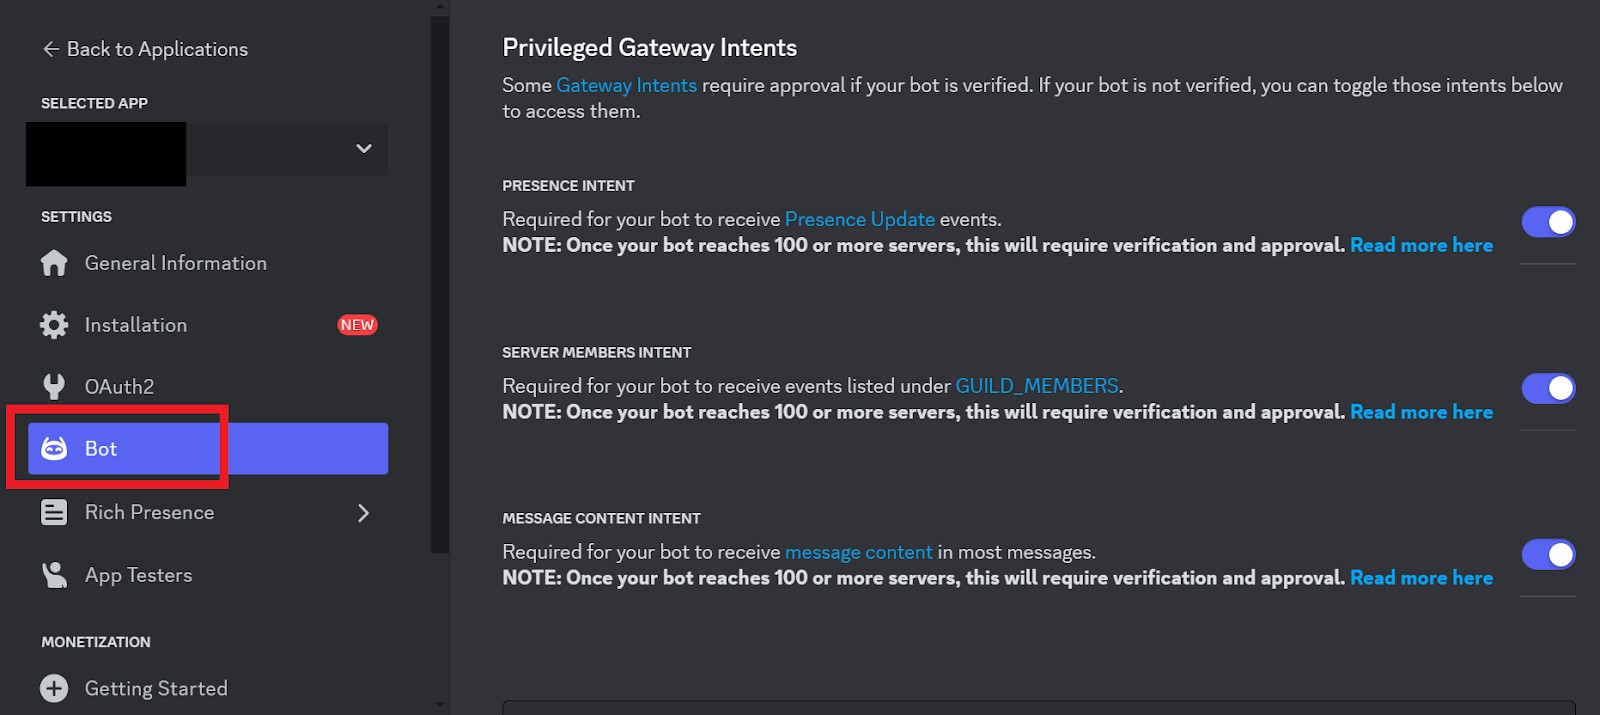 Back to Applications
SELECTED APP
SETTINGS
General Information
Installation
NEW
OAuth2
Bot
Rich Presence
App Testers
MONETIZATION
Getting Started
Privileged Gateway Intents
Some Gateway Intents require approval if your bot is verified. If your bot is not verified, you can toggle those intents below
to access them.
PRESENCE INTENT
Required for your bot to receive Presence Update events.
NOTE: Once your bot reaches 100 or more servers, this will require verification and approval. Read more here
SERVER MEMBERS INTENT
Required for your bot to receive events listed under GUILD_MEMBERS.
NOTE: Once your bot reaches 100 or more servers, this will require verification and approval. Read more here
MESSAGE CONTENT INTENT
Required for your bot to receive message content in most messages.
NOTE: Once your bot reaches 100 or more servers, this will require verification and approval. Read more here